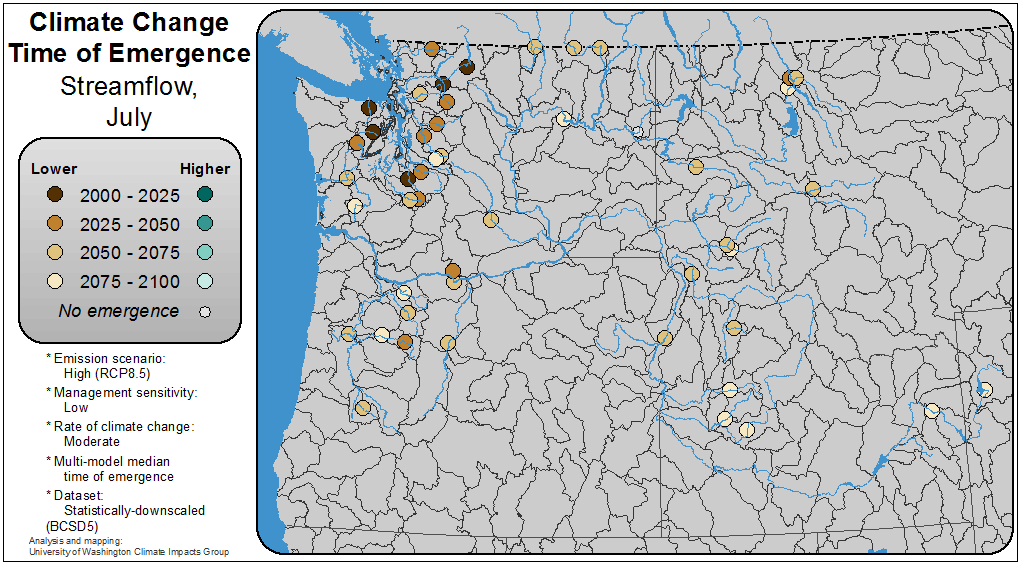 Climate Change
Time of Emergence
Streamflow,
July
Lower Higher
2000 - 2025
2025 - 2050
2050 - 2075
2075 - 2100
No emergence
* Emission scenario:
High (RCP8.5)
* Management sensitivity:
Low
* Rate of climate change:
Moderate
* Multi-model median
time of emergence
* Dataset:
Statistically-downscaled
(BCSD5)
Analysis and mapping:
University of Washington Climate Impacts Group